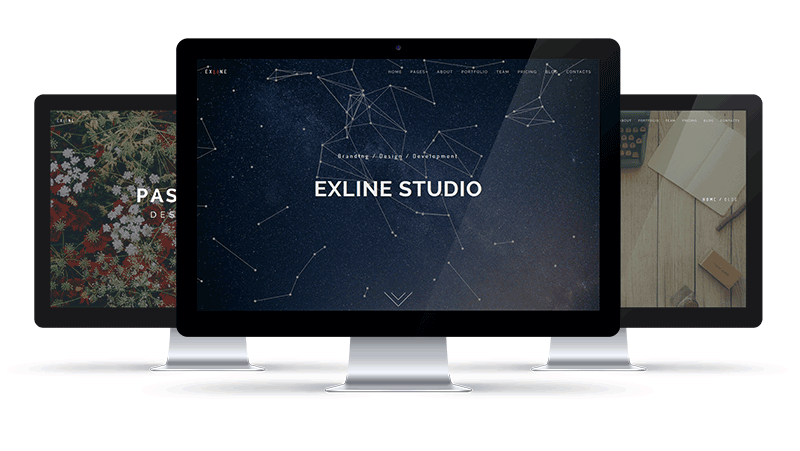 EXLINE
HOME PAGES ABOUT PORTFOLIO TEAM PRICING BLOG CONTACTS
Branding / Design / Development
EXLINE STUDIO
EXLINE
PAS
DES
ABOUT PORTFOLIO TEAM PRICING BLOG CONTACTS
HOME / BLOG